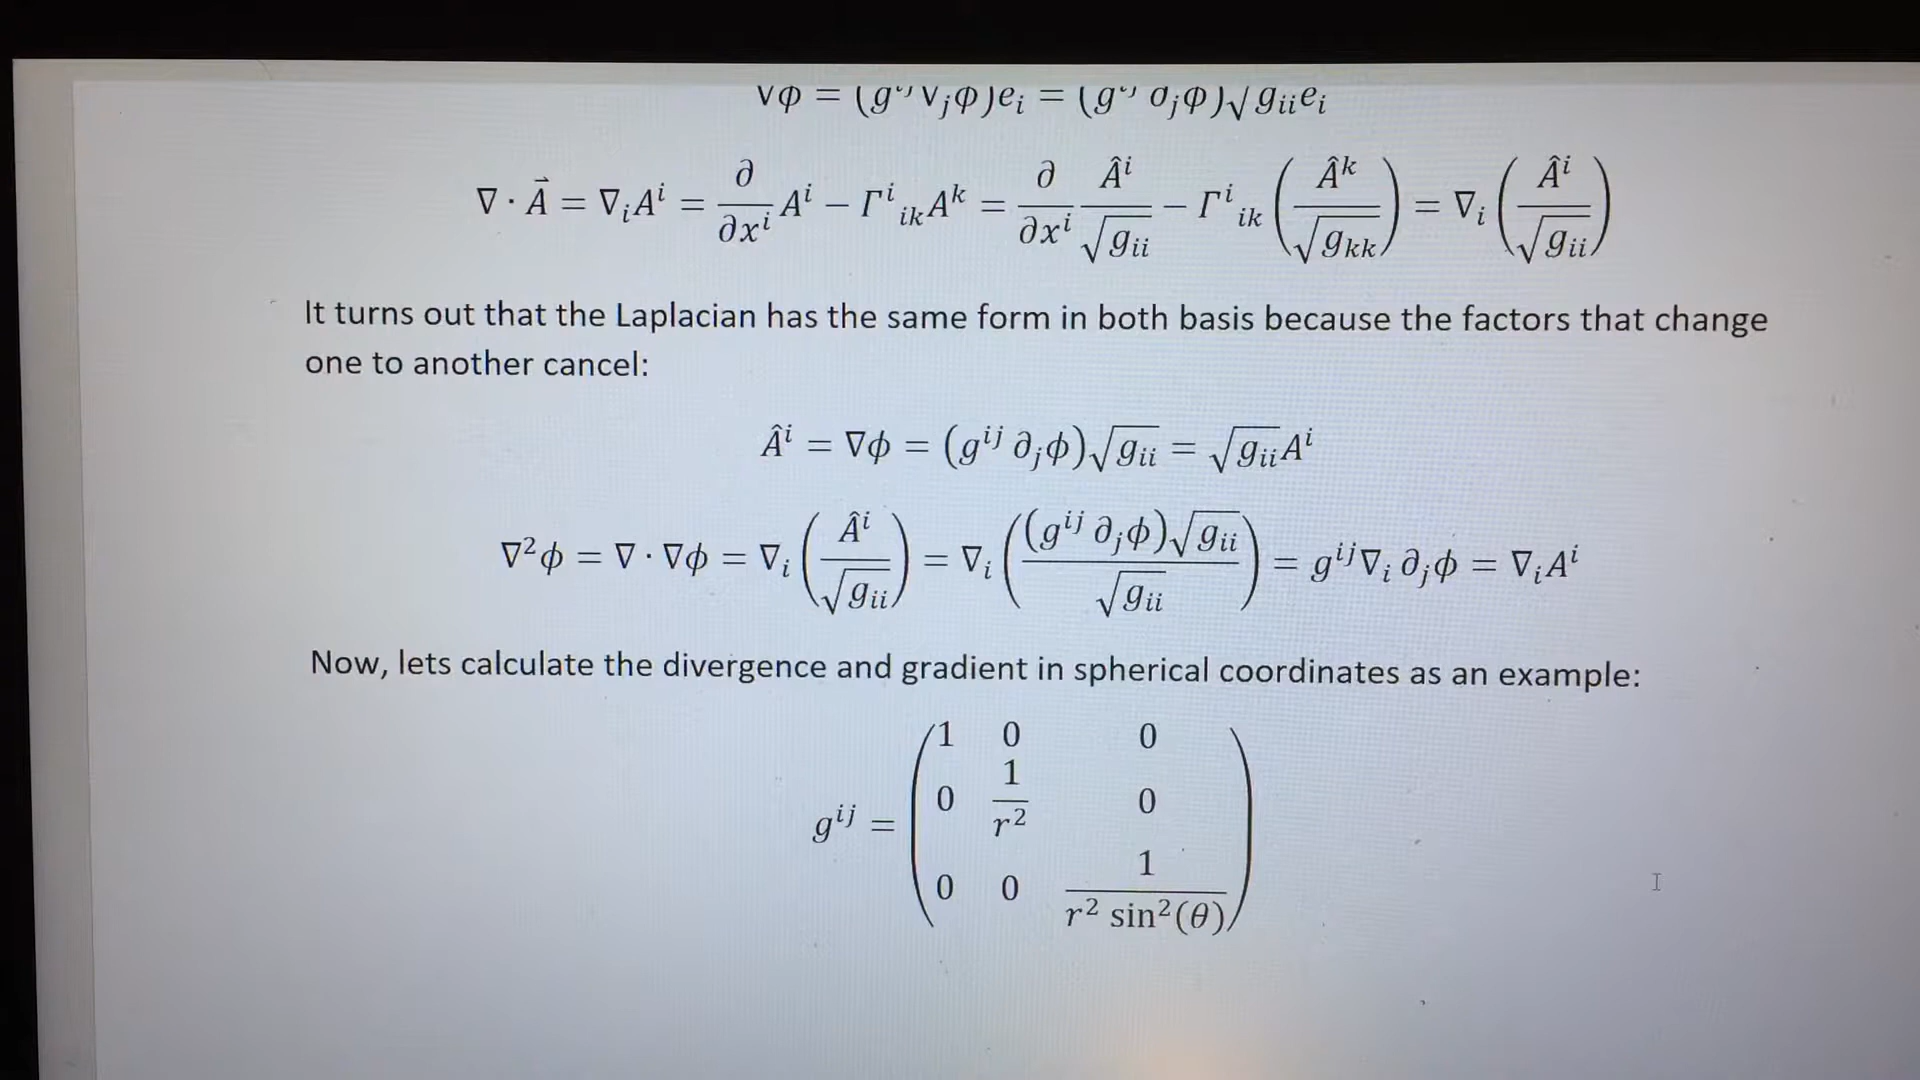 ∇ϕ = (g^{ij} ∇_jϕ)e_i = (g^{ij} ∂_jϕ)√g_{ii}e_i
∇ · A⃗ = ∇_iA^i = ∂/∂x^i A^i − Γ^i_{ik}A^k = ∂/∂x^i Â^i/√g_{ii} − Γ^i_{ik}(Â^k/√g_{kk}) = ∇_i(Â^i/√g_{ii})
It turns out that the Laplacian has the same form in both basis because the factors that change
one to another cancel:
Â^i = ∇ϕ = (g^{ij} ∂_jϕ)√g_{ii} = √g_{ii}A^i
∇²ϕ = ∇ · ∇ϕ = ∇_i(Â^i/√g_{ii}) = ∇_i((g^{ij} ∂_jϕ)√g_{ii}/√g_{ii}) = g^{ij}∇_i ∂_jϕ = ∇_iA^i
Now, lets calculate the divergence and gradient in spherical coordinates as an example:
g^{ij} = (1 0 0
0 1/r² 0
0 0 1/(r² sin²(θ)))